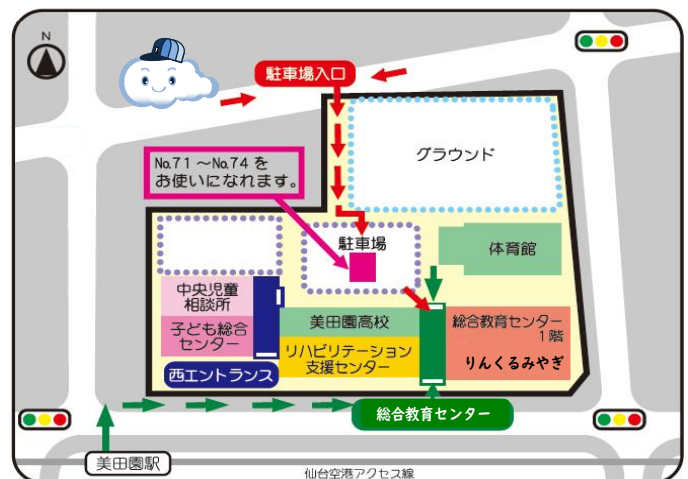 N
駐車場入口
グラウンド
No.71～No.74を
お使いになれます。
駐車場
体育館
中央児童
相談所
子ども総合
センター
美田園高校
リハビリテーション
支援センター
総合教育センター
1階
りんくるみやぎ
西エントランス
総合教育センター
美田園駅
仙台空港アクセス線